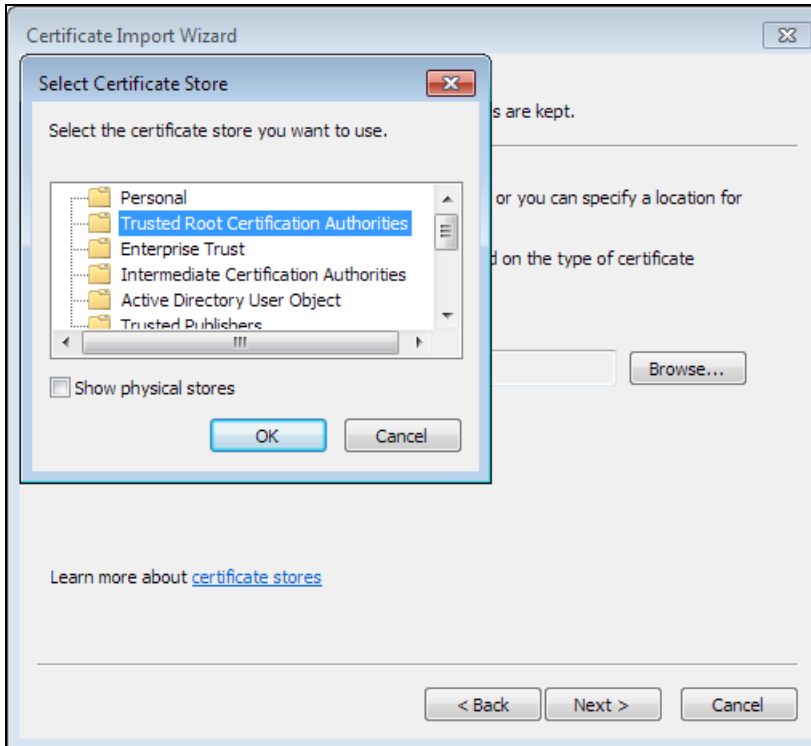 Certificate Import Wizard
Select Certificate Store
s are kept.
Select the certificate store you want to use.
Personal
or you can specify a location for
Trusted Root Certification Authorities
Enterprise Trust
d on the type of certificate
Intermediate Certification Authorities
Active Directory User Object
Trusted Publishers
Browse...
Show physical stores
OK Cancel
Learn more about certificate stores
< Back Next > Cancel